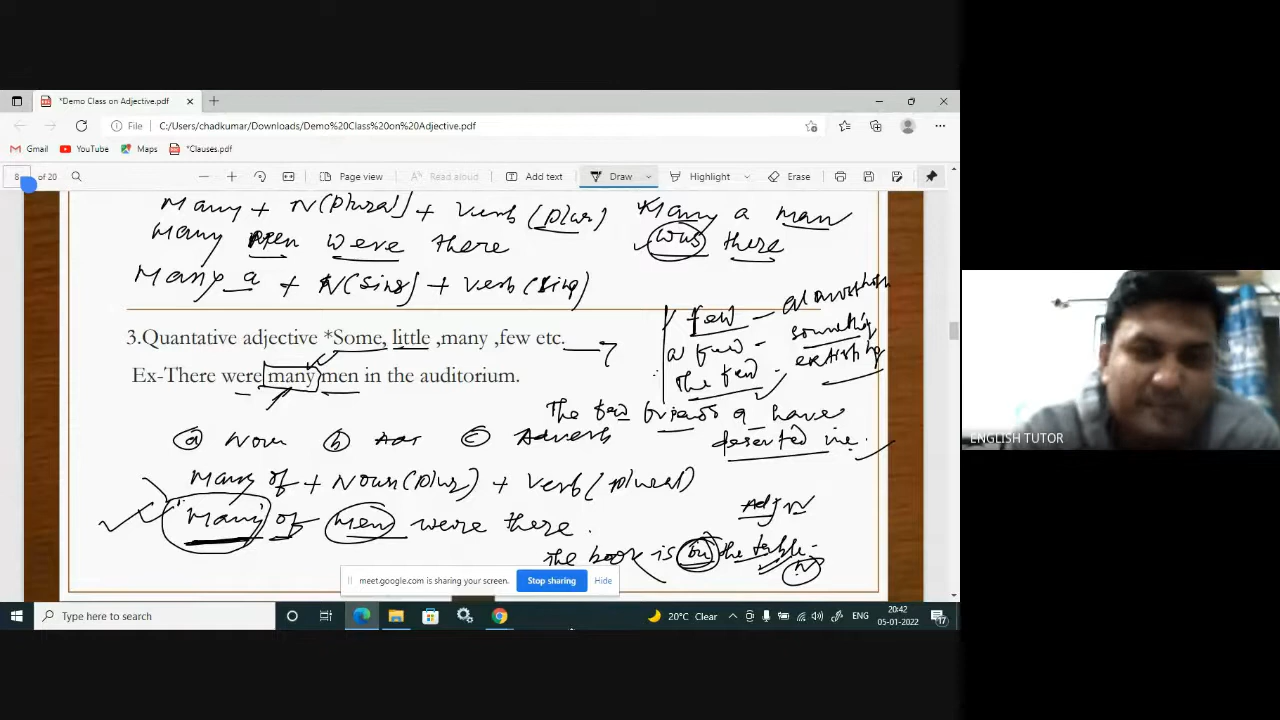 *Demo Class on Adjective.pdf
File C:/Users/chadkumar/Downloads/Demo%20Class%20on%20Adjective.pdf
Gmail YouTube Maps *Clauses.pdf
8 of 20 Page view Read aloud Add text Draw Highlight Erase
Many + N(plural) + verb (plur)
Many a man
Many men were there
was there
Many a + N(sing) + verb (sing)
3.Quantative adjective *Some, little ,many ,few etc.
few -
a few -
something
existing
the few -
Ex-There were many men in the auditorium.
The few friends I have
deserted me.
a Noun b c Adverb
Many of + Noun(plur) + verb (plural)
"Many of men were there.
Adj N
The book is on the table.
N
meet.google.com is sharing your screen. Stop sharing Hide
ENGLISH TUTOR
Type here to search
20°C Clear ENG 20:42
05-01-2022
17